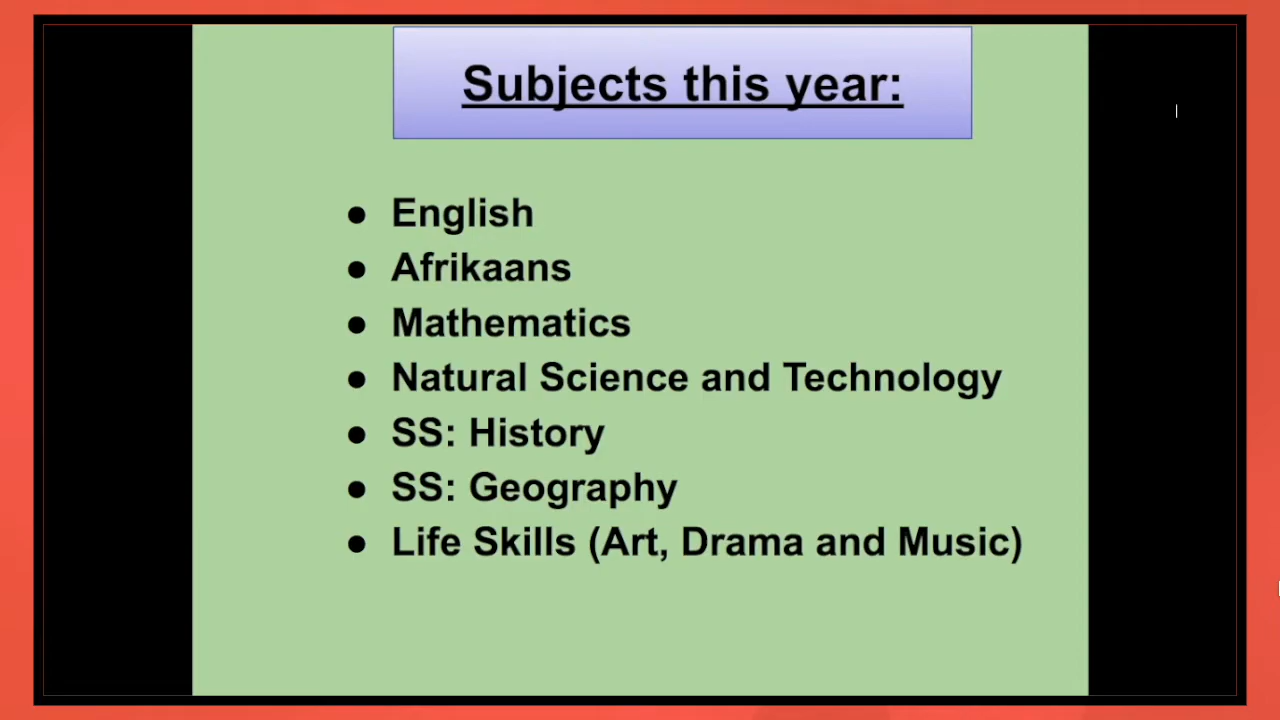 Subjects this year:
● English
● Afrikaans
● Mathematics
● Natural Science and Technology
● SS: History
● SS: Geography
● Life Skills (Art, Drama and Music)